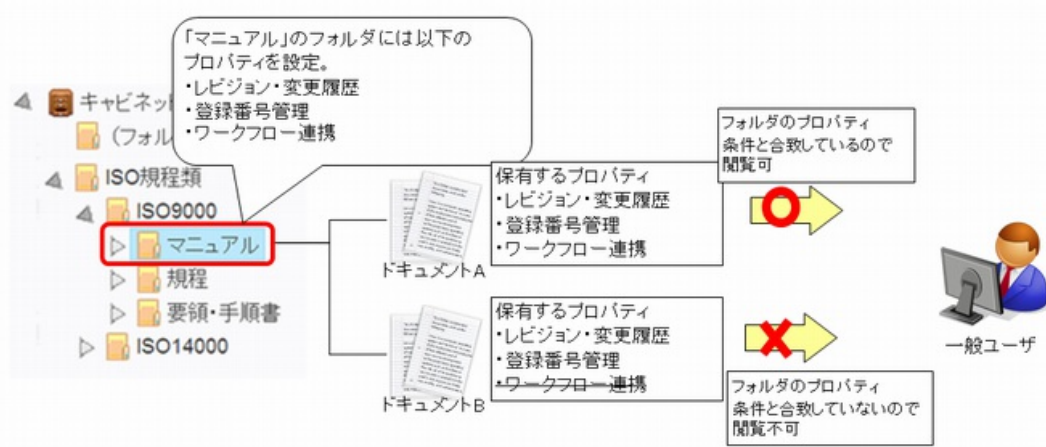 「マニュアル」のフォルダには以下の
プロパティを設定。
・レビジョン・変更履歴
・登録番号管理
・ワークフロー連携
キャビネッ
(フォル
ISO規程類
ISO9000
マニュアル
規程
要領・手順書
ISO14000
ドキュメントA
保有するプロパティ
・レビジョン・変更履歴
・登録番号管理
・ワークフロー連携
フォルダのプロパティ
条件と合致しているので
閲覧可
ドキュメントB
保有するプロパティ
・レビジョン・変更履歴
・登録番号管理
・ワークフロー連携
フォルダのプロパティ
条件と合致していないので
閲覧不可
一般ユーザ